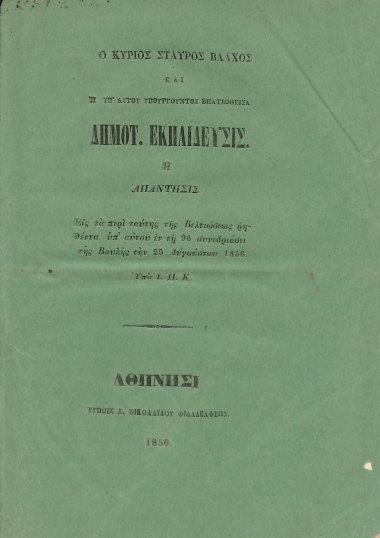 Ο ΚΥΡΙΟΣ ΣΤΑΥΡΟΣ ΒΛΑΧΟΣ
ΚΑΙ
Η ΥΠ' ΑΥΤΟΥ ΥΠΟΥΡΓΟΥΝΤΟΣ ΒΕΛΤΙΩΘΕΙΣΑ
ΔΗΜΟΤ. ΕΚΠΑΙΔΕΥΣΙΣ.
Ἢ
ΑΠΑΝΤΗΣΙΣ
Εἰς τὰ περὶ ταύτης τῆς Βελτιώσεως ῥη-
θέντα ὑπ' αὐτοῦ ἐν τῇ 96 συνεδριάσει
τῆς Βουλῆς τὴν 25 Αὐγούστου 1856.
Ὑπὸ Ι. Π. Κ.
ΑΘΗΝΗΣΙ
ΤΥΠΟΙΣ Χ. ΝΙΚΟΛΑΪΔΟΥ ΦΙΛΑΔΕΛΦΕΩΣ.
1856.